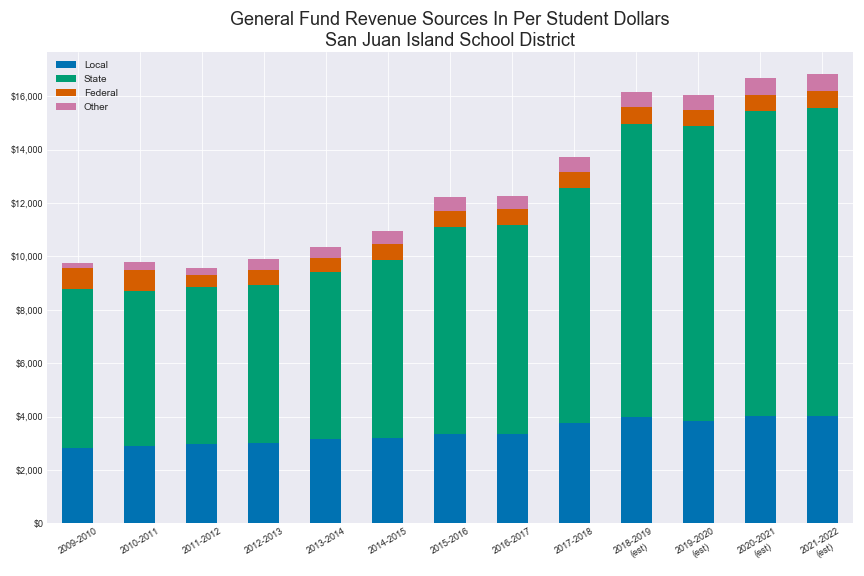 General Fund Revenue Sources In Per Student Dollars
San Juan Island School District
Local
State
Federal
Other
$16,000
$14,000
$12,000
$10,000
$8,000
$6,000
$4,000
$2,000
$0
2009-2010
2010-2011
2011-2012
2012-2013
2013-2014
2014-2015
2015-2016
2016-2017
2017-2018
2018-2019
(est)
2019-2020
(est)
2020-2021
(est)
2021-2022
(est)